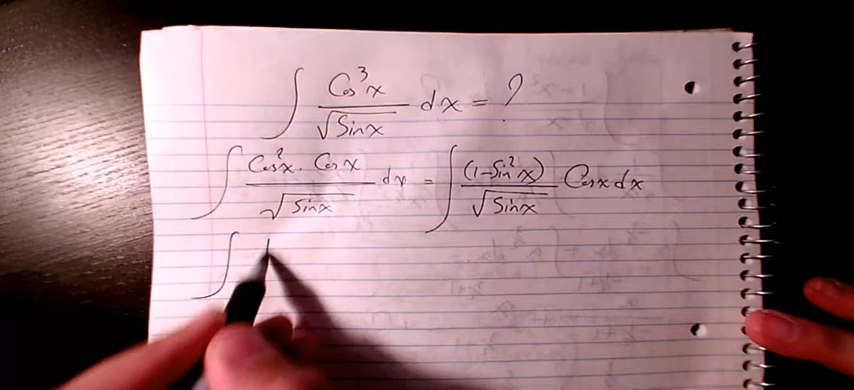 ∫ Cos³x / √Sinx dx = ?
∫ Cos²x · Cosx / √Sinx dx = ∫ (1-Sin²x) / √Sinx Cosx dx
∫